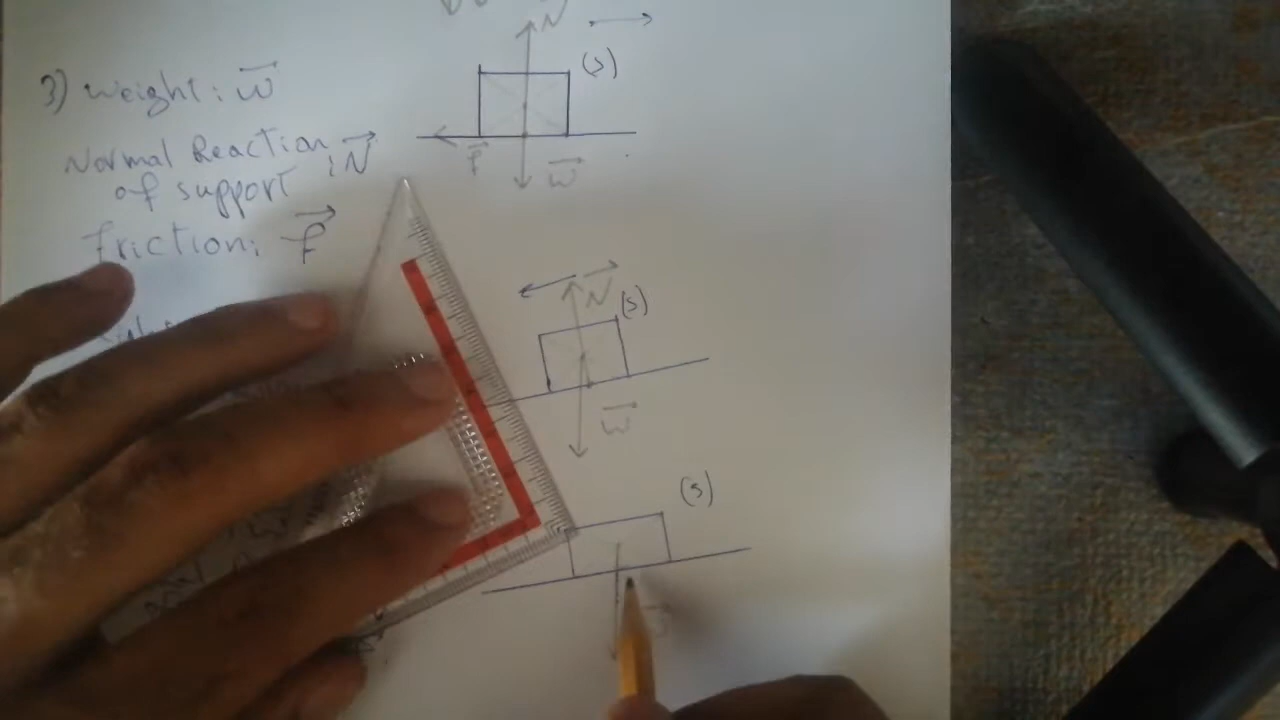 3) Weight: W
Normal Reaction
of support : N
Friction: f
N
(s)
f
W
N
(s)
W
(s)